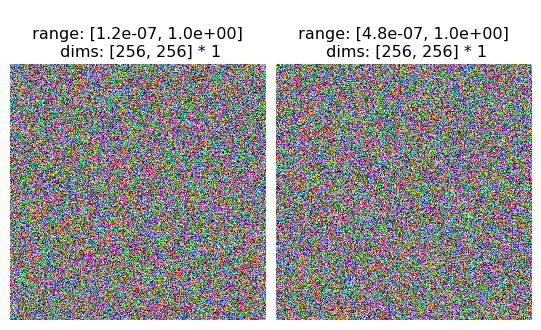 range: [1.2e-07, 1.0e+00]
dims: [256, 256] * 1
range: [4.8e-07, 1.0e+00]
dims: [256, 256] * 1